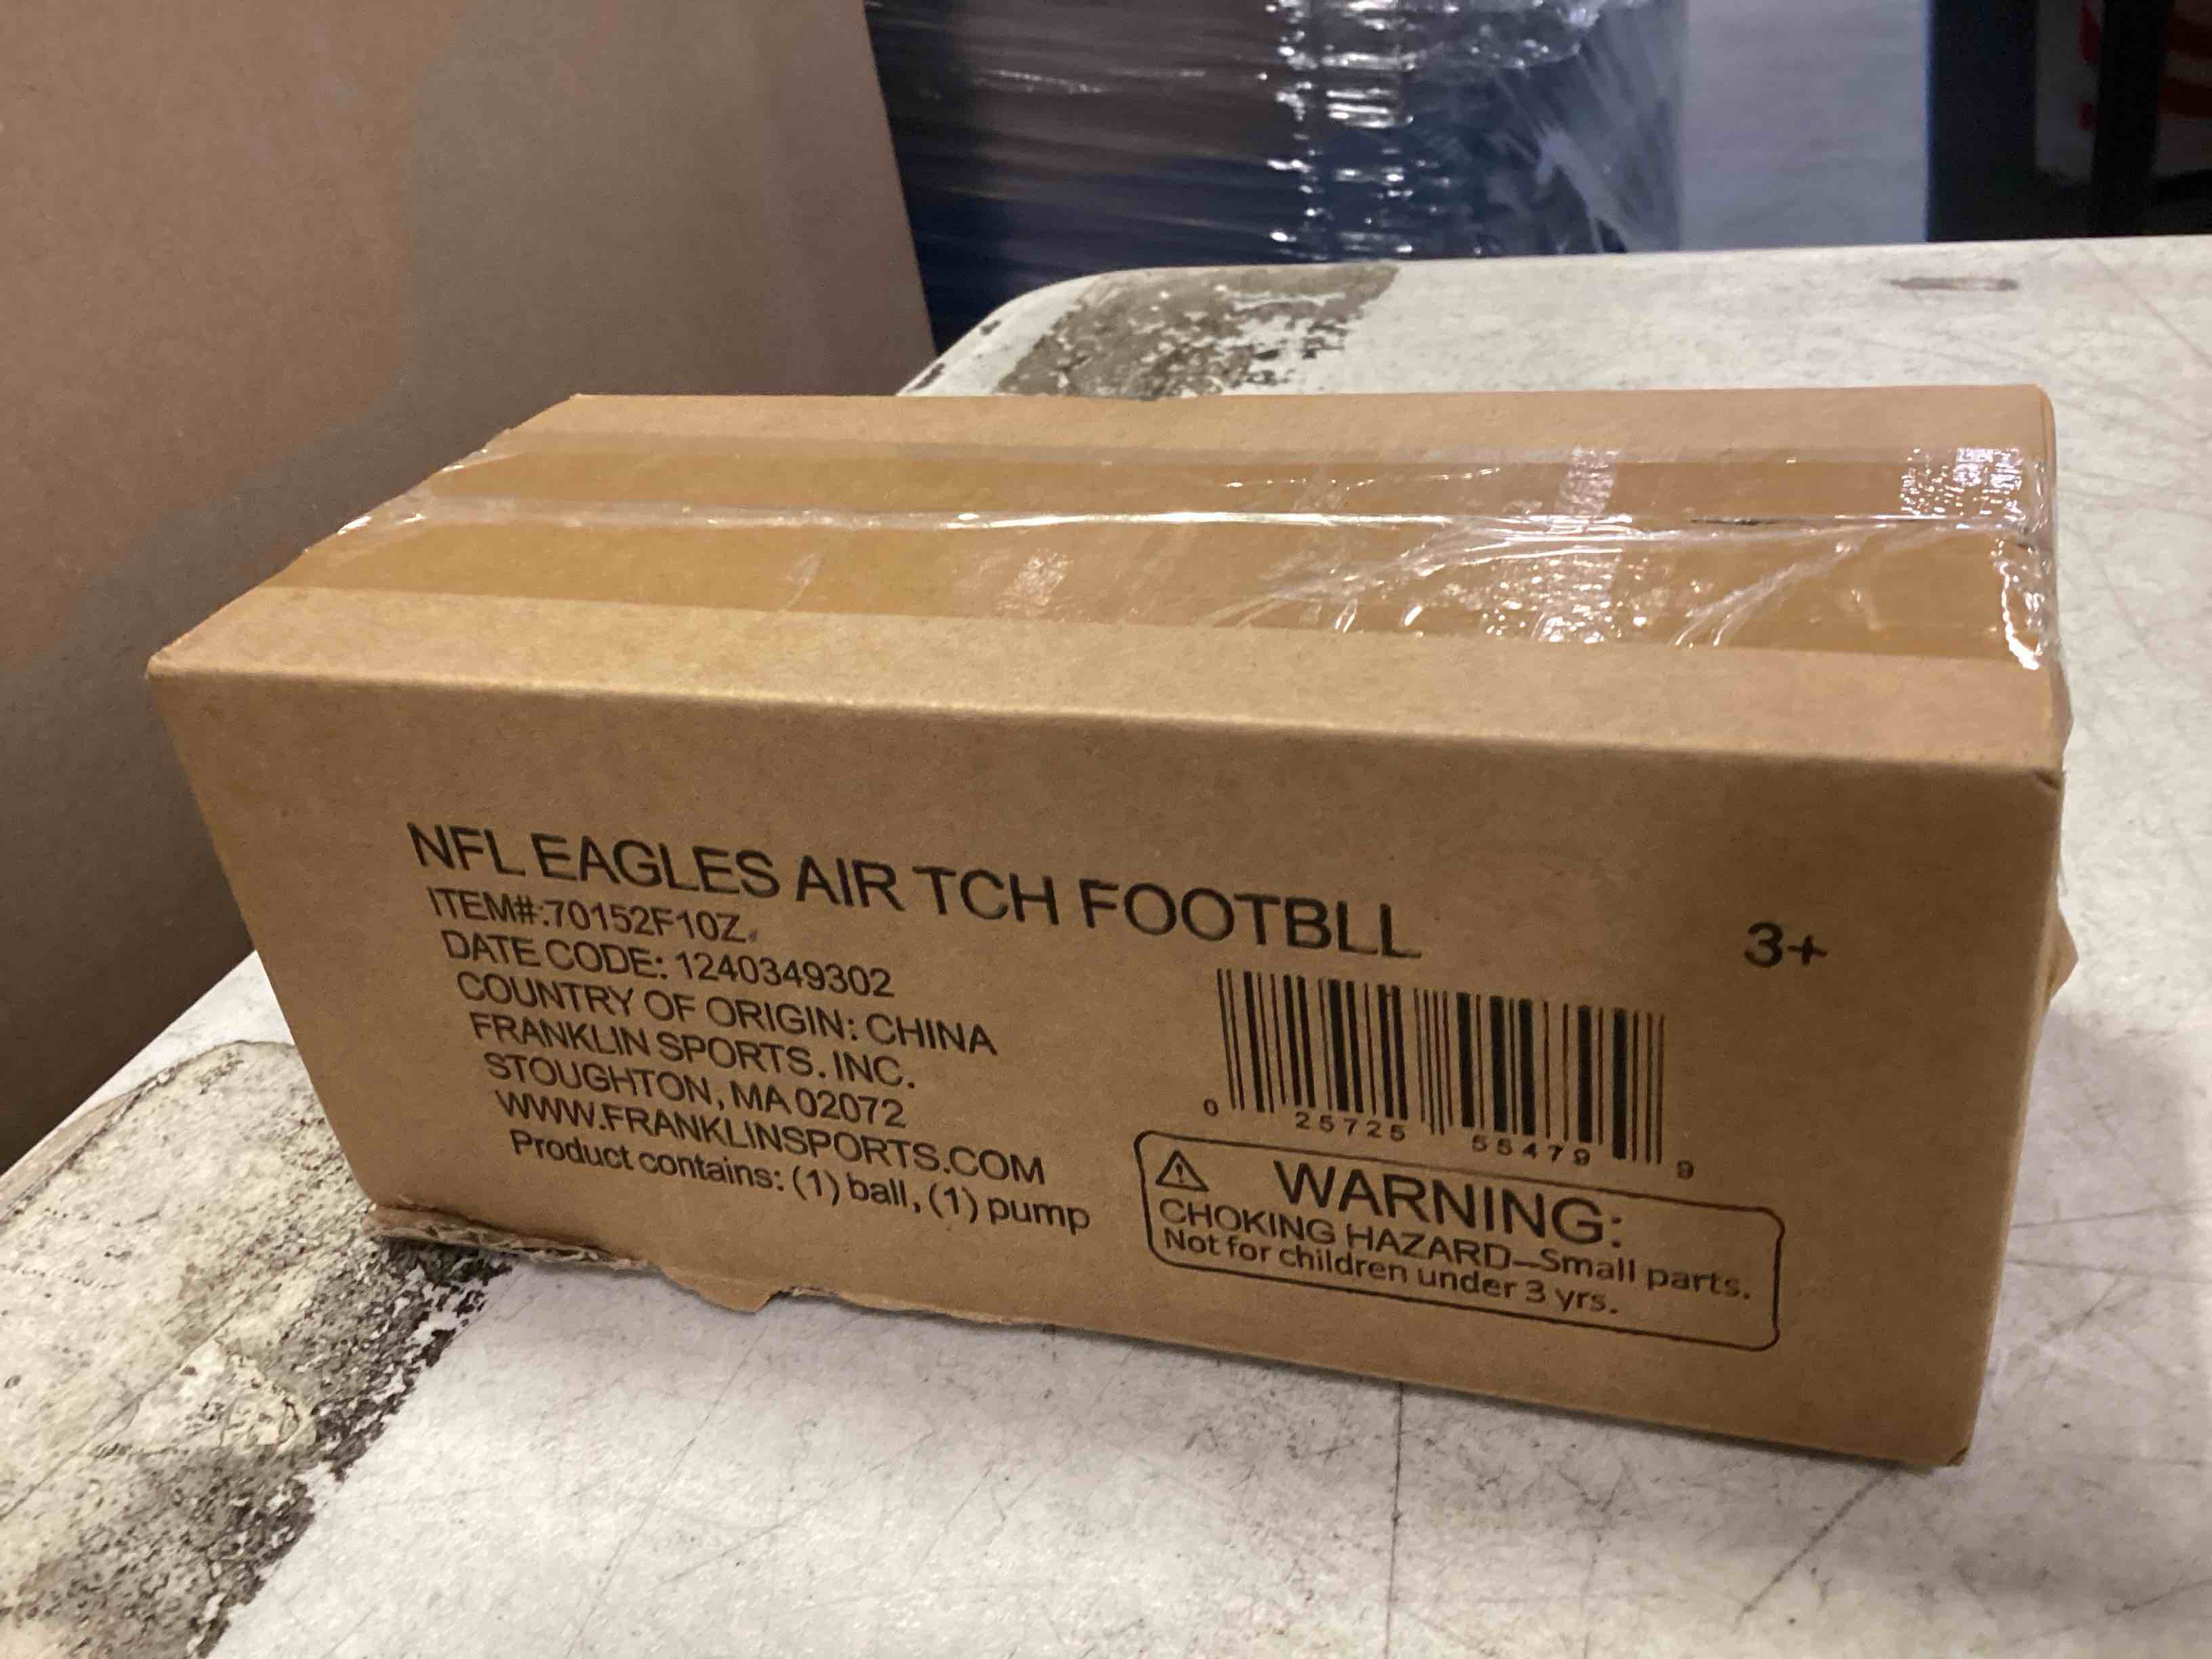 NFL EAGLES AIR TCH FOOTBLL
ITEM#:70152F10Z
DATE CODE: 1240349302
COUNTRY OF ORIGIN: CHINA
FRANKLIN SPORTS. INC.
STOUGHTON, MA 02072
WWW.FRANKLINSPORTS.COM
Product contains: (1) ball, (1) pump
3+
0 25725 55479 9
WARNING:
CHOKING HAZARD—Small parts.
Not for children under 3 yrs.